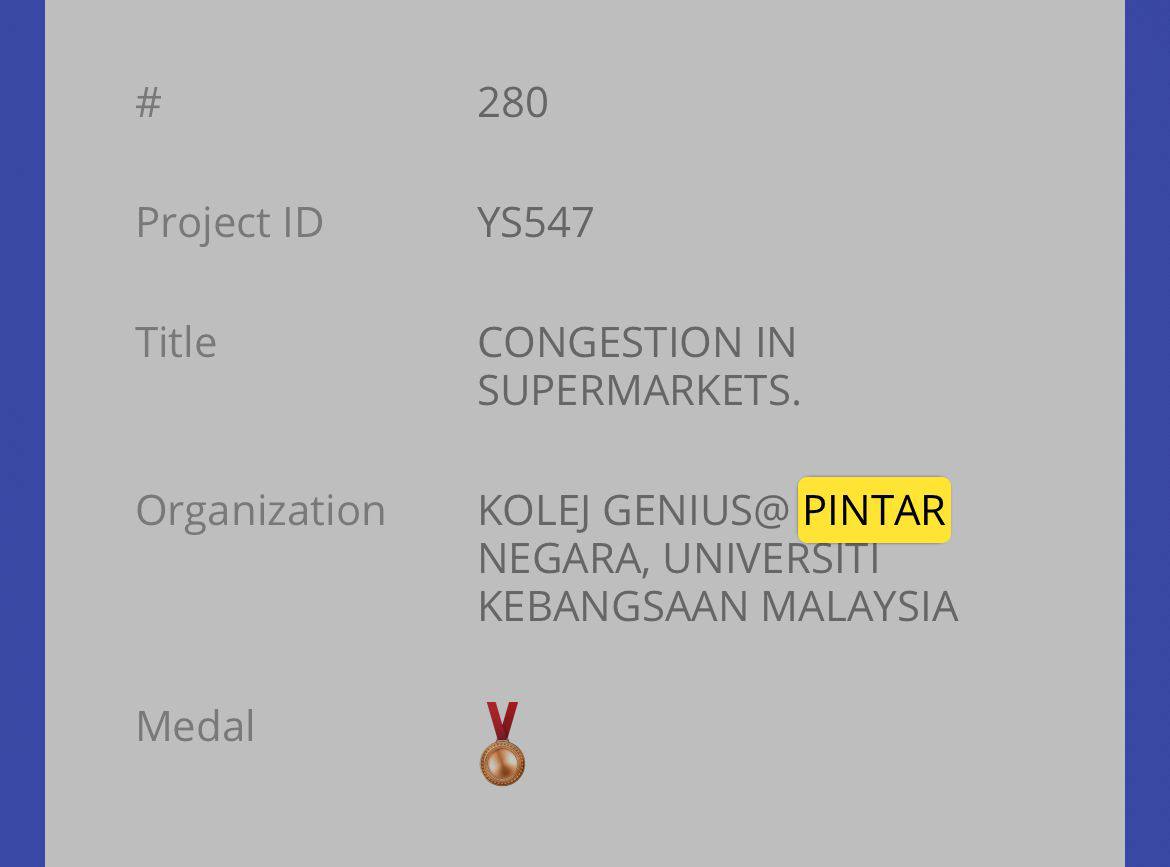 # 280
Project ID YS547
Title CONGESTION IN
SUPERMARKETS.
Organization KOLEJ GENIUS@ PINTAR
NEGARA, UNIVERSITI
KEBANGSAAN MALAYSIA
Medal